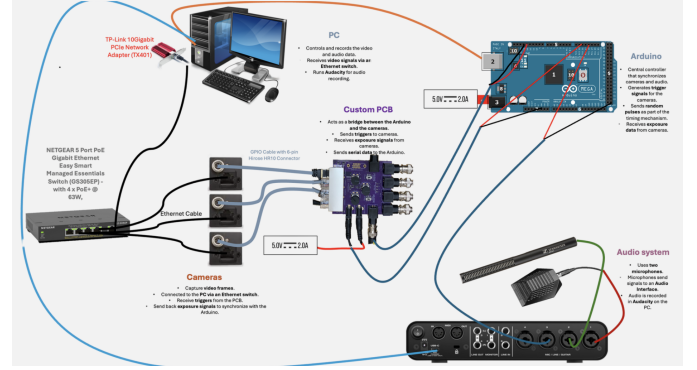 TP-Link 10Gigabit
PCIe Network
Adapter (TX401)
PC
• Controls and records the video
and audio data.
• Receives video signals via an
Ethernet switch.
• Runs Audacity for audio
recording.
Arduino
• Control controller
that synchronizes
cameras and audio.
• Generates trigger
signals for the
cameras.
• Sends random
pulses as part of the
timing mechanism.
• Receives exposure
data from cameras.
2
10
1
10
MEGA
8
3
5.0V 2.0A
Custom PCB
• Acts as a bridge between the Arduino
and the cameras.
• Sends triggers to cameras.
• Receives exposure signals from
cameras.
• Sends serial data to the Arduino.
NETGEAR 5 Port PoE
Gigabit Ethernet
Easy Smart
Managed Essentials
Switch (GS305EP) -
with 4 x PoE+ @
63W,
GPIO Cable with 6-pin
Hirose HR10 Connector
Ethernet Cable
5.0V 2.0A
Cameras
• Capture video frames.
• Connected to the PC via an Ethernet switch.
• Receive triggers from the PCB.
• Send back exposure signals to synchronize with the
Arduino.
Audio system
• Uses two
microphones.
• Microphones send
signals to an Audio
Interface.
• Audio is recorded
in Audacity on the
PC.